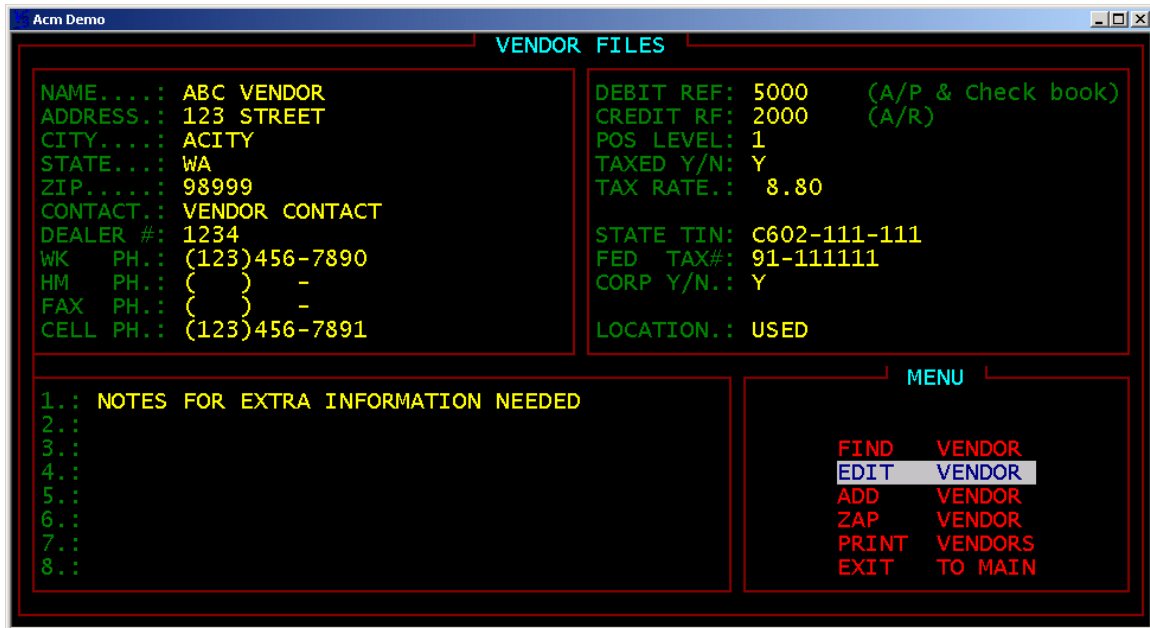 Acm Demo
VENDOR FILES
NAME....: ABC VENDOR
ADDRESS.: 123 STREET
CITY....: ACITY
STATE...: WA
ZIP.....: 98999
CONTACT.: VENDOR CONTACT
DEALER #: 1234
WK PH.: (123)456-7890
HM PH.: ( ) -
FAX PH.: ( ) -
CELL PH.: (123)456-7891
DEBIT REF: 5000 (A/P & Check book)
CREDIT RF: 2000 (A/R)
POS LEVEL: 1
TAXED Y/N: Y
TAX RATE.: 8.80
STATE TIN: C602-111-111
FED TAX#: 91-111111
CORP Y/N.: Y
LOCATION.: USED
1.: NOTES FOR EXTRA INFORMATION NEEDED
2.:
3.:
4.:
5.:
6.:
7.:
8.:
MENU
FIND VENDOR
EDIT VENDOR
ADD VENDOR
ZAP VENDOR
PRINT VENDORS
EXIT TO MAIN